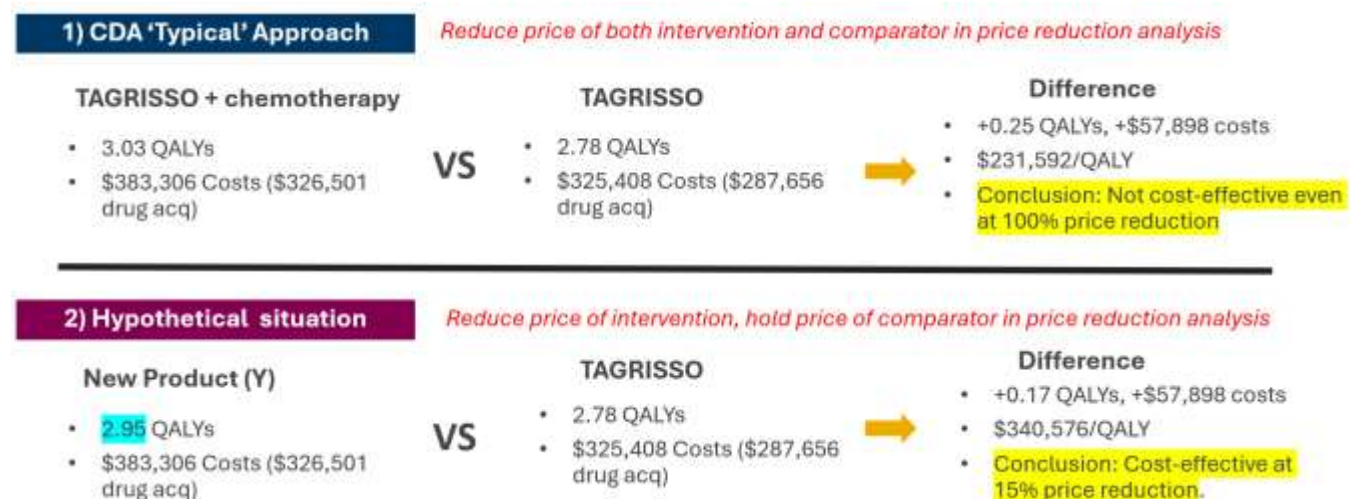 1) CDA 'Typical' Approach
Reduce price of both intervention and comparator in price reduction analysis
TAGRISSO + chemotherapy
• 3.03 QALYs
• $383,306 Costs ($326,501
drug acq)
VS
TAGRISSO
• 2.78 QALYs
• $325,408 Costs ($287,656
drug acq)
Difference
• +0.25 QALYs, +$57,898 costs
• $231,592/QALY
• Conclusion: Not cost-effective even
at 100% price reduction
2) Hypothetical situation
Reduce price of intervention, hold price of comparator in price reduction analysis
New Product (Y)
• 2.95 QALYs
• $383,306 Costs ($326,501
drug acq)
VS
TAGRISSO
• 2.78 QALYs
• $325,408 Costs ($287,656
drug acq)
Difference
• +0.17 QALYs, +$57,898 costs
• $340,576/QALY
• Conclusion: Cost-effective at
15% price reduction.